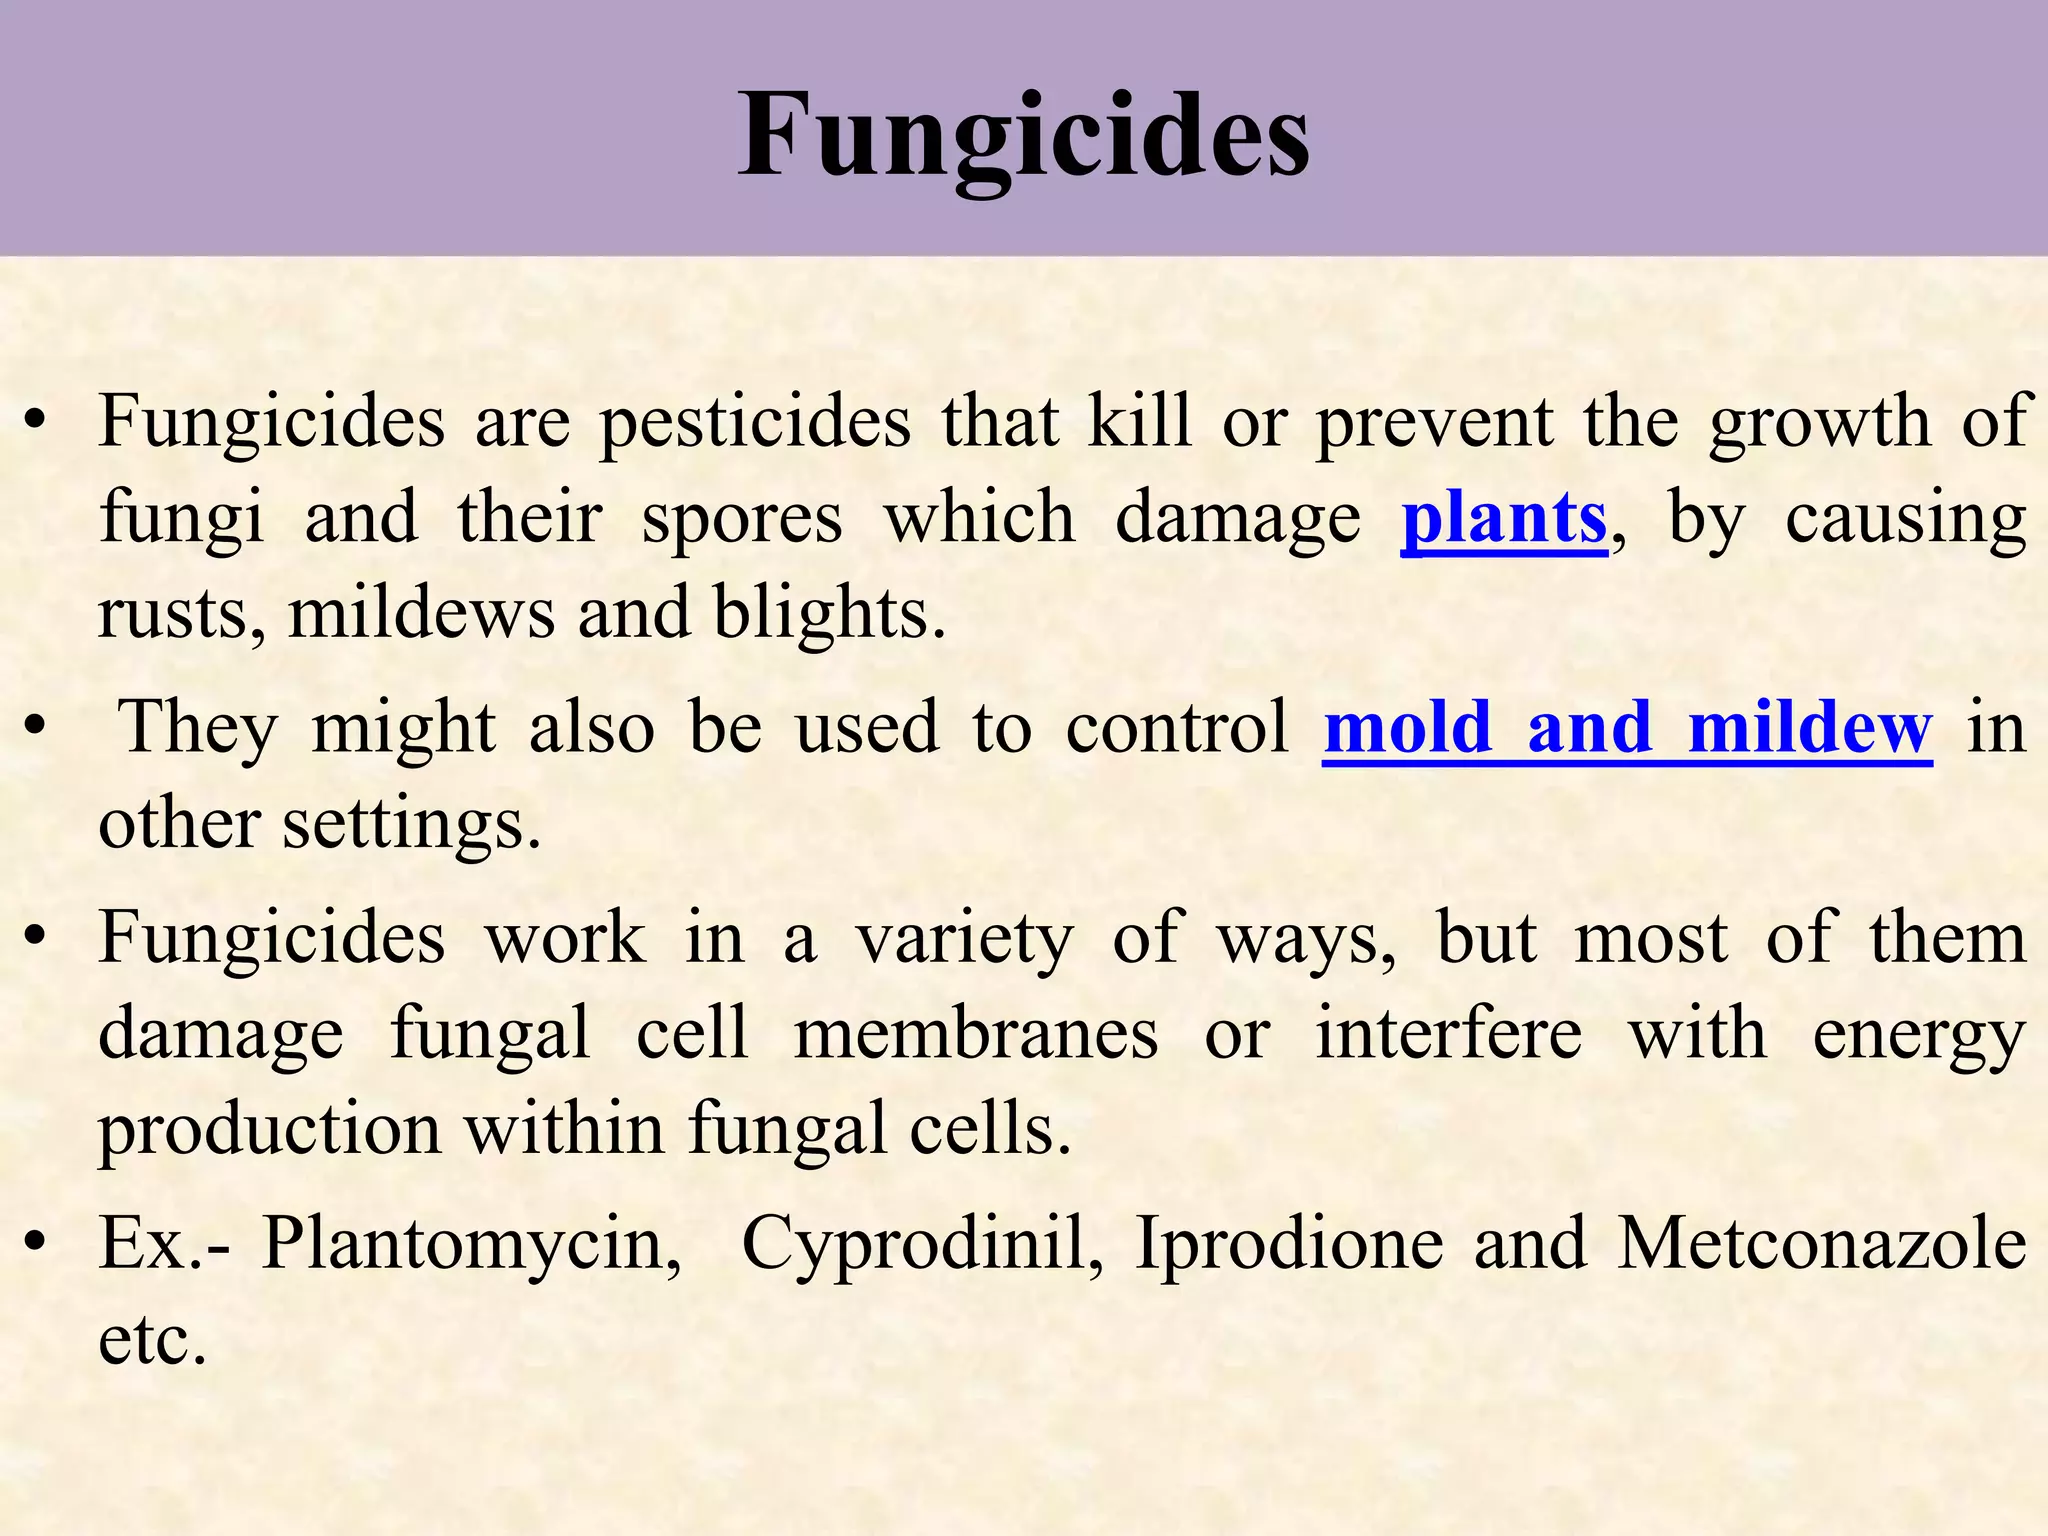 Fungicides
• Fungicides are pesticides that kill or prevent the growth of
fungi and their spores which damage plants, by causing
rusts, mildews and blights.
• They might also be used to control mold and mildew in
other settings.
• Fungicides work in a variety of ways, but most of them
damage fungal cell membranes or interfere with energy
production within fungal cells.
• Ex.- Plantomycin, Cyprodinil, Iprodione and Metconazole
etc.